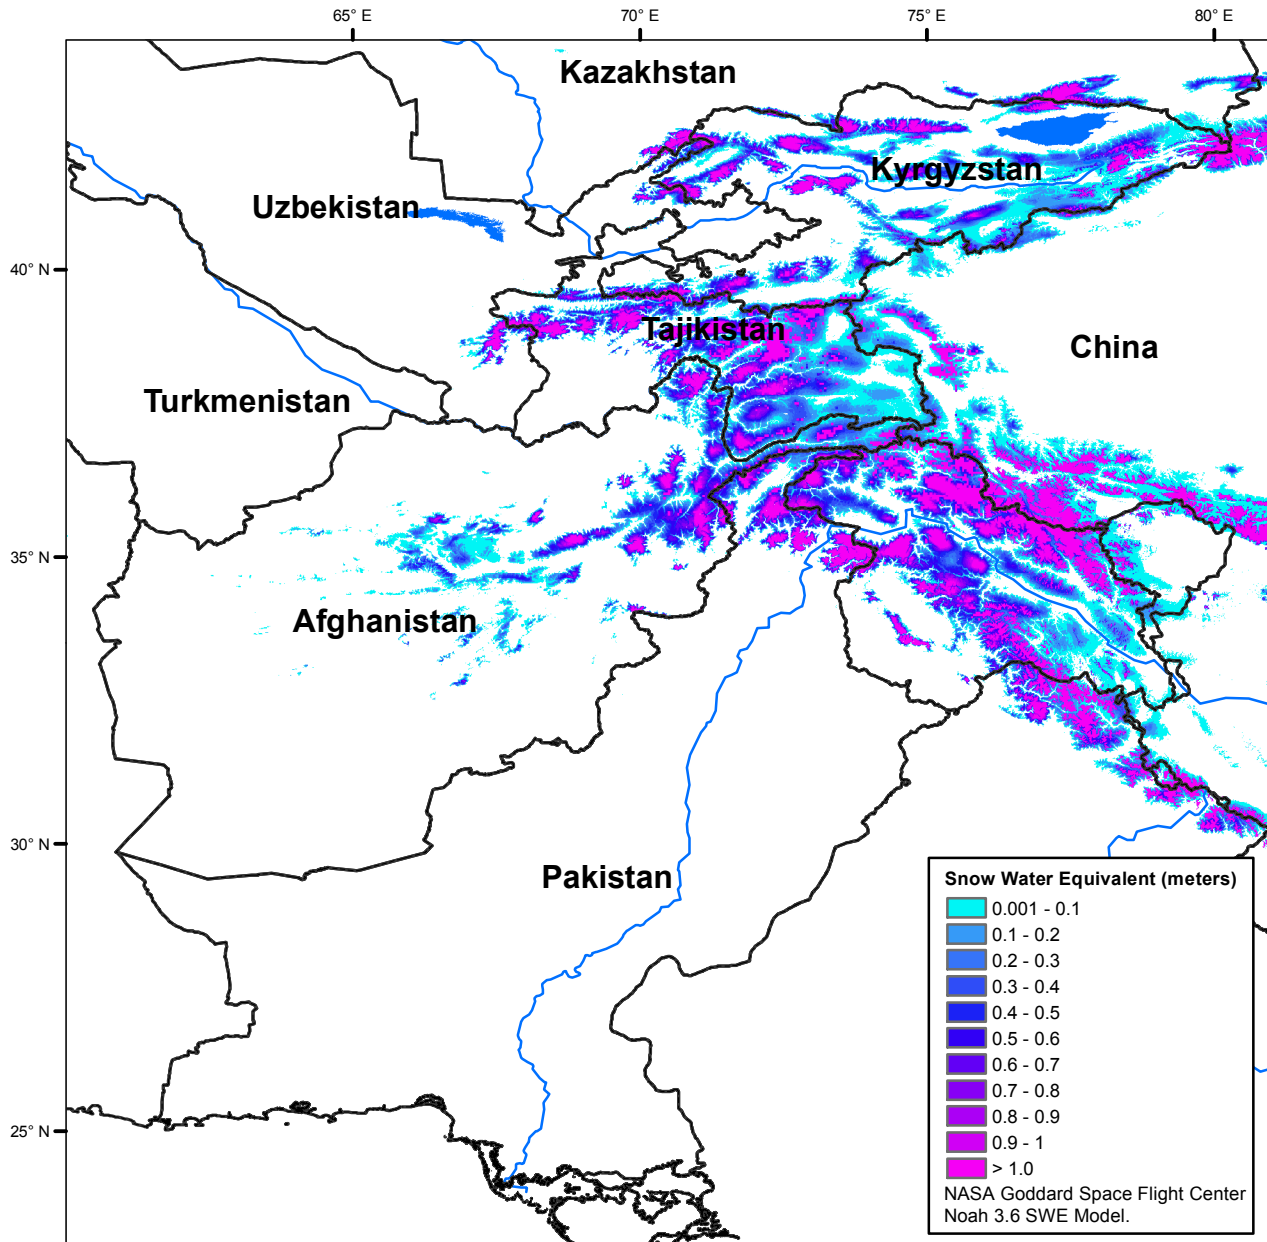 65° E
70° E
75° E
80° E
Kazakhstan
Kyrgyzstan
Uzbekistan
40° N
Tajikistan
China
Turkmenistan
35° N
Afghanistan
30° N
Pakistan
25° N
Snow Water Equivalent (meters)
0.001 - 0.1
0.1 - 0.2
0.2 - 0.3
0.3 - 0.4
0.4 - 0.5
0.5 - 0.6
0.6 - 0.7
0.7 - 0.8
0.8 - 0.9
0.9 - 1
> 1.0
NASA Goddard Space Flight Center
Noah 3.6 SWE Model.